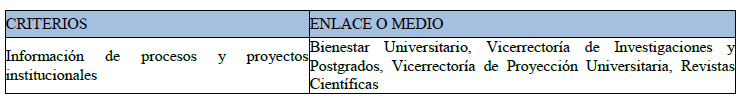 CRITERIOS ENLACE O MEDIO
Información de procesos y proyectos institucionales
Bienestar Universitario, Vicerrectoría de Investigaciones y
Postgrados, Vicerrectoría de Proyección Universitaria, Revistas
Científicas